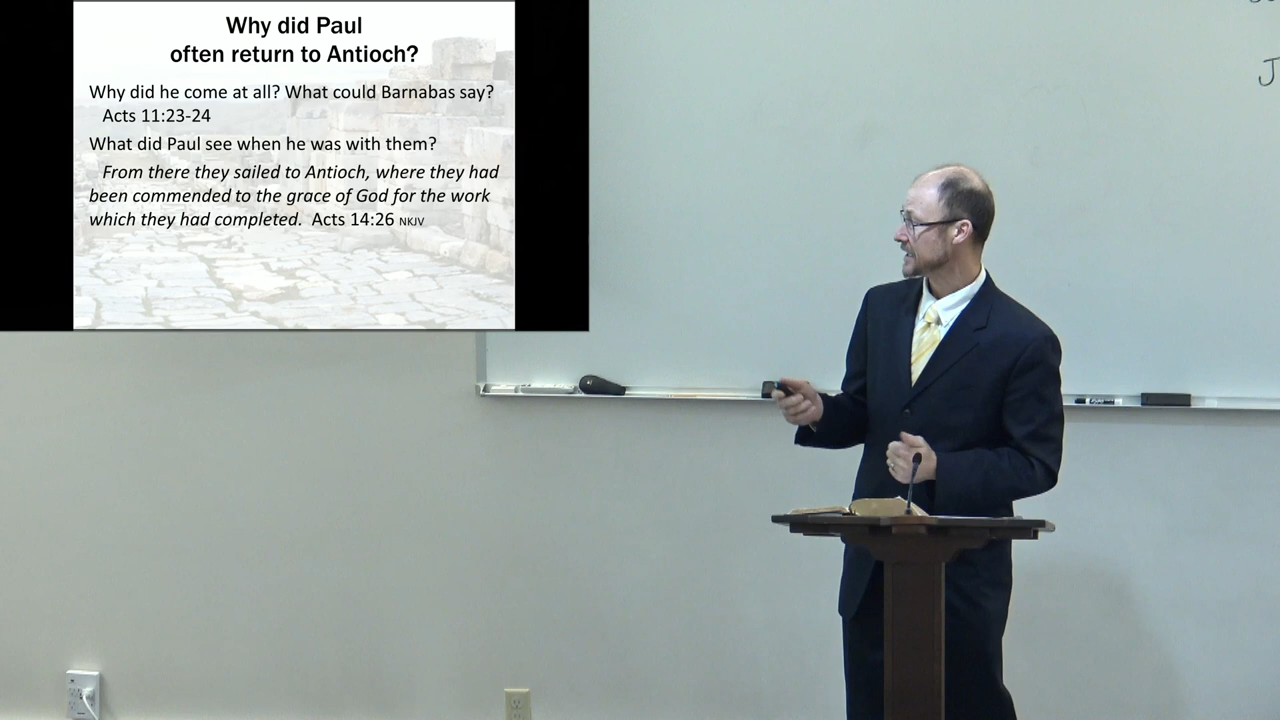 Why did Paul
often return to Antioch?
Why did he come at all? What could Barnabas say?
Acts 11:23-24
What did Paul see when he was with them?
From there they sailed to Antioch, where they had
been commended to the grace of God for the work
which they had completed. Acts 14:26 NKJV
J